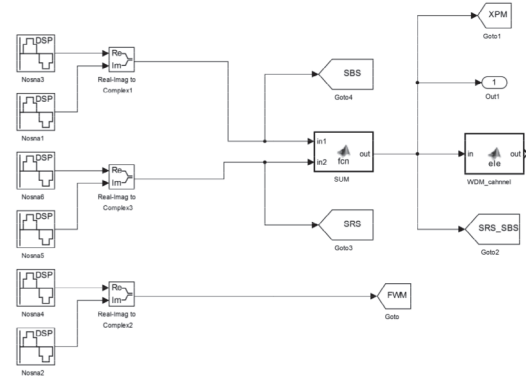 XPM
Goto1
DSP
Nosna3
Re
Im
Real-Imag to
Complex1
SBS
Goto4
1
Out1
DSP
Nosna1
in1
in2
fcn
out
SUM
in
ele
out
WDM_cahnnel
DSP
Nosna6
Re
Im
Real-Imag to
Complex3
SRS
Goto3
SRS_SBS
Goto2
DSP
Nosna5
DSP
Nosna4
Re
Im
Real-Imag to
Complex2
FWM
Goto
DSP
Nosna2